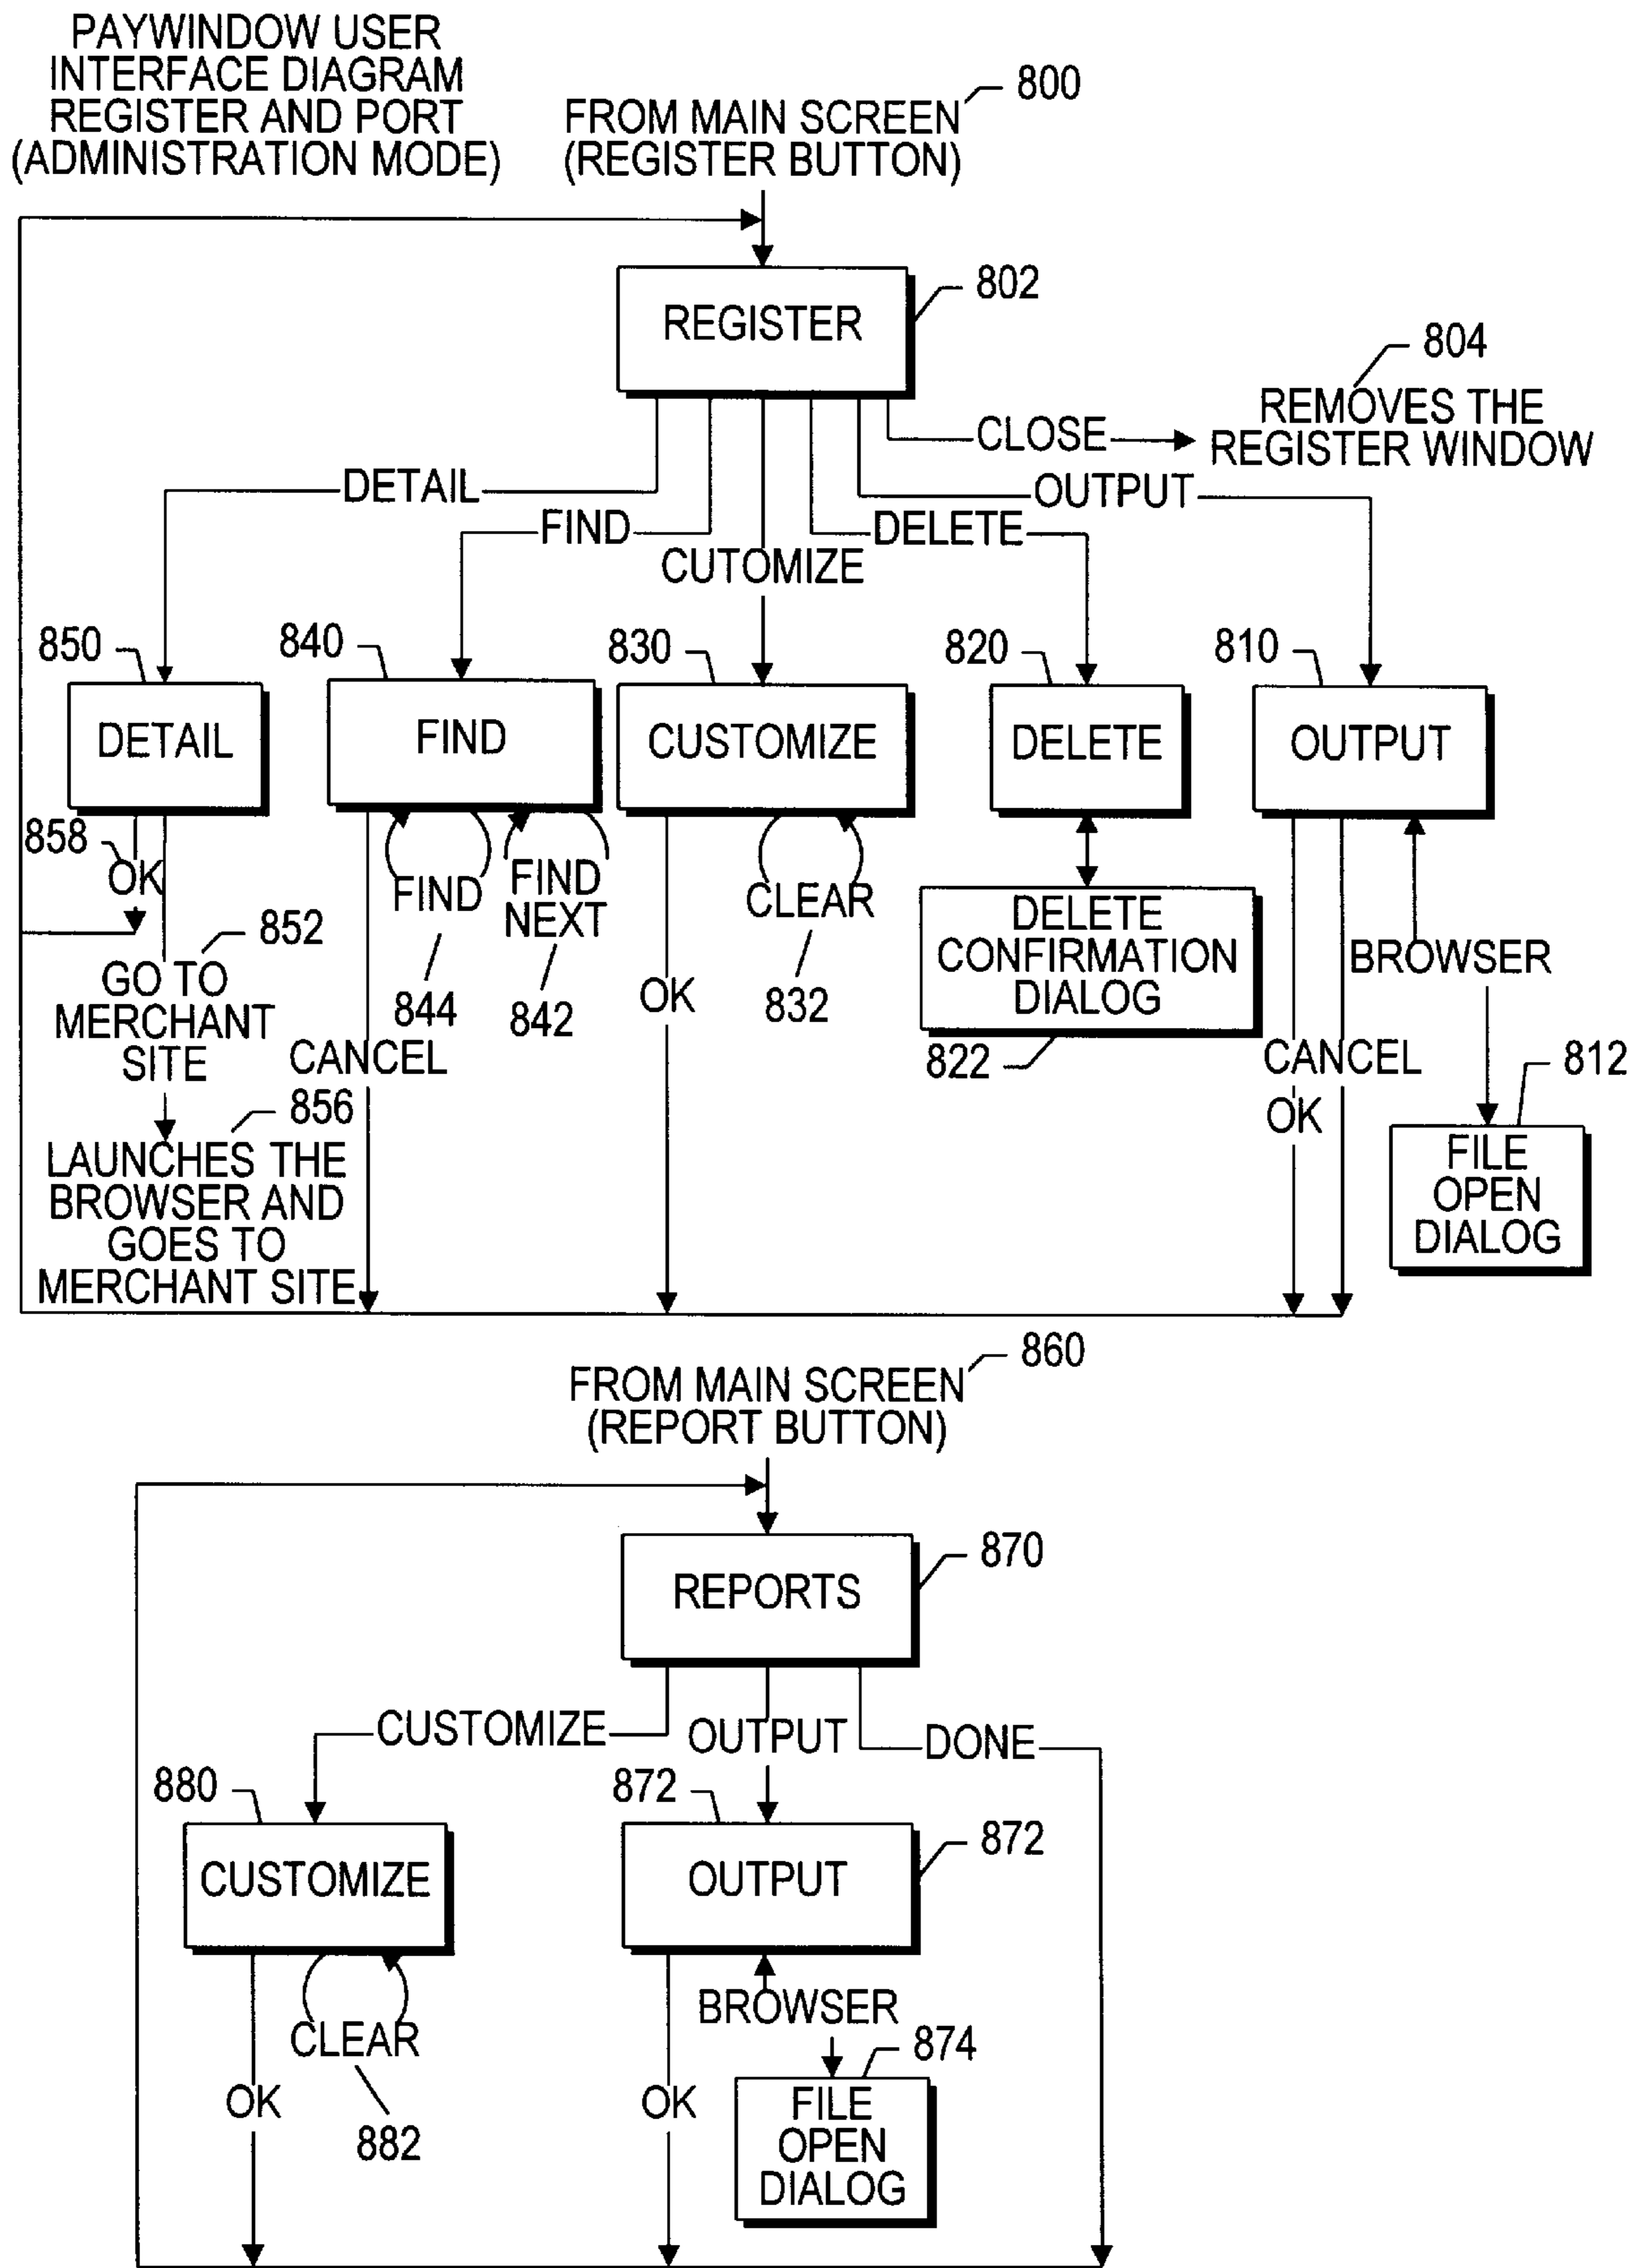 PAYWINDOW USER
INTERFACE DIAGRAM
REGISTER AND PORT
(ADMINISTRATION MODE)
FROM MAIN SCREEN
(REGISTER BUTTON)
800
REGISTER
802
804
REMOVES THE
REGISTER WINDOW
CLOSE
DETAIL
OUTPUT
FIND
DELETE
CUTOMIZE
850
840
830
820
810
DETAIL
FIND
CUSTOMIZE
DELETE
OUTPUT
858
OK
FIND
FIND
NEXT
CLEAR
DELETE
CONFIRMATION
DIALOG
BROWSER
852
GO TO
MERCHANT
SITE
844
842
OK
832
822
CANCEL
CANCEL
OK
812
856
LAUNCHES THE
BROWSER AND
GOES TO
MERCHANT SITE
FILE
OPEN
DIALOG
860
FROM MAIN SCREEN
(REPORT BUTTON)
REPORTS
870
CUSTOMIZE
OUTPUT
DONE
880
872
872
CUSTOMIZE
OUTPUT
CLEAR
BROWSER
874
OK
882
OK
FILE
OPEN
DIALOG